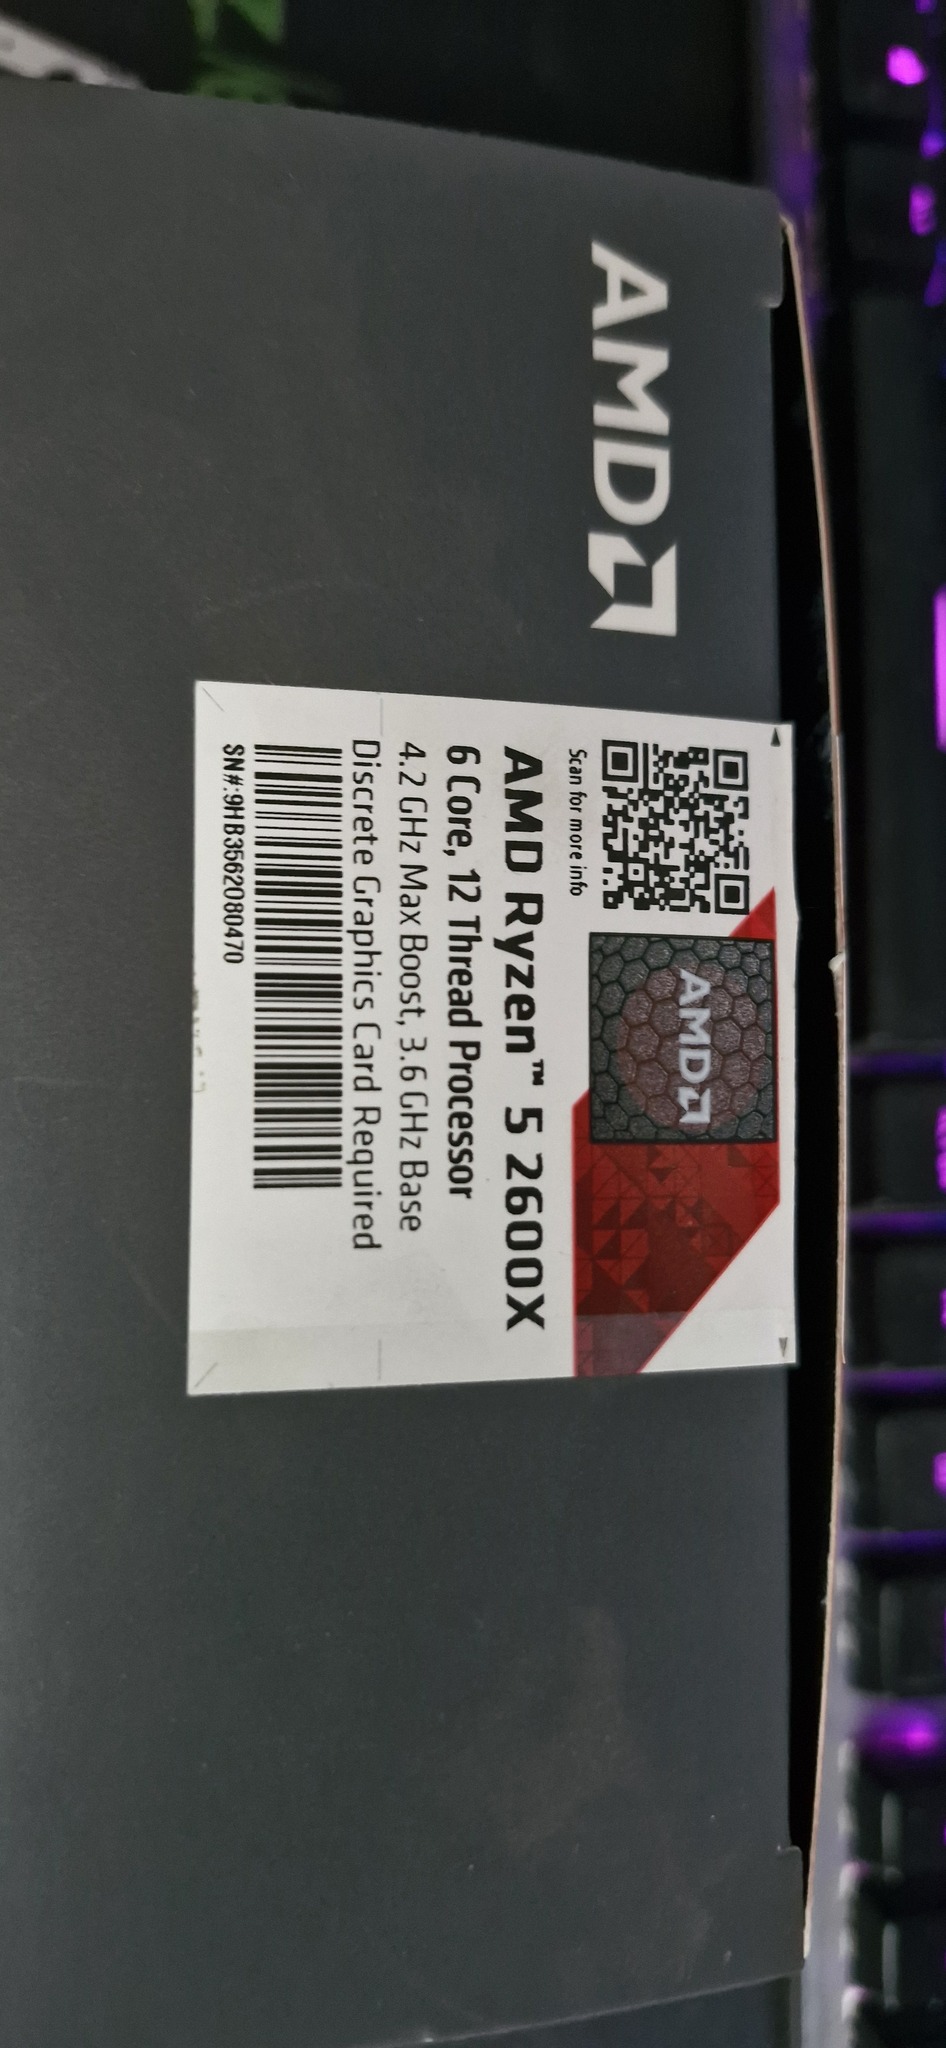 AMD
Scan for more info
AMD
AMD Ryzen™ 5 2600X
6 Core, 12 Thread Processor
4.2 GHz Max Boost, 3.6 GHz Base
Discrete Graphics Card Required
SN#:9HB3562080470